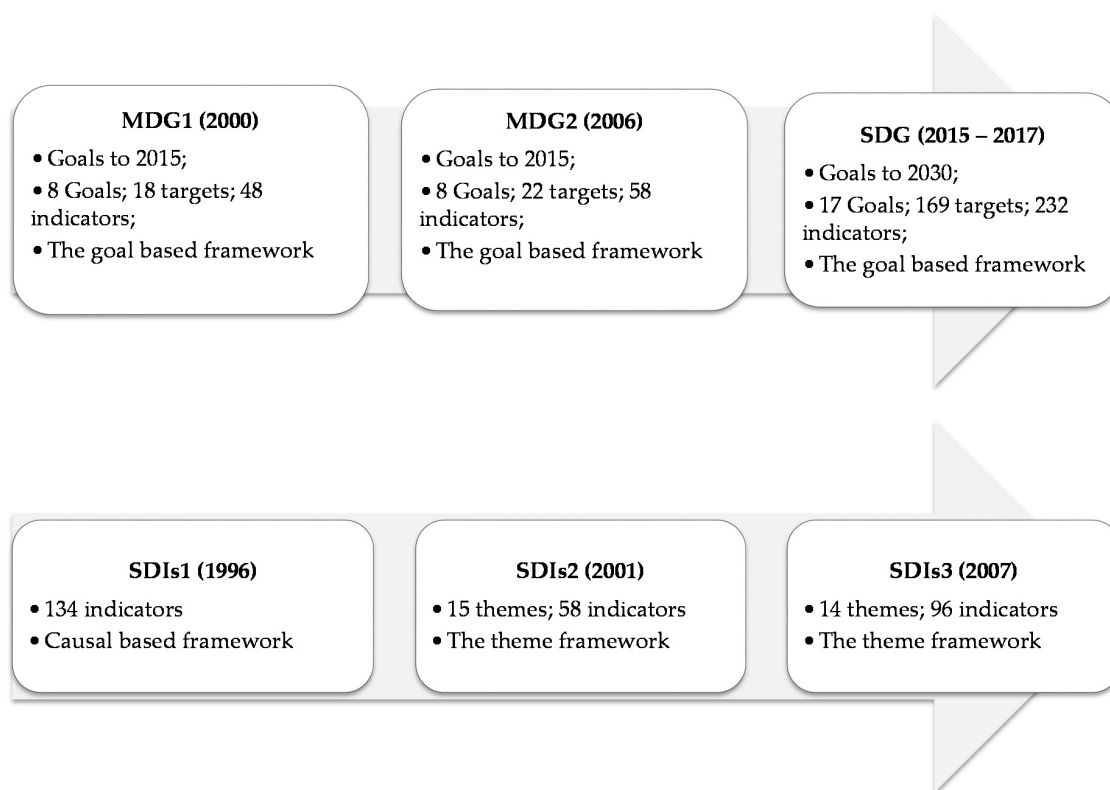 MDG1 (2000)
• Goals to 2015;
• 8 Goals; 18 targets; 48
indicators;
• The goal based framework
MDG2 (2006)
• Goals to 2015;
• 8 Goals; 22 targets; 58
indicators;
• The goal based framework
SDG (2015 – 2017)
• Goals to 2030;
• 17 Goals; 169 targets; 232
indicators;
• The goal based framework
SDIs1 (1996)
• 134 indicators
• Causal based framework
SDIs2 (2001)
• 15 themes; 58 indicators
• The theme framework
SDIs3 (2007)
• 14 themes; 96 indicators
• The theme framework